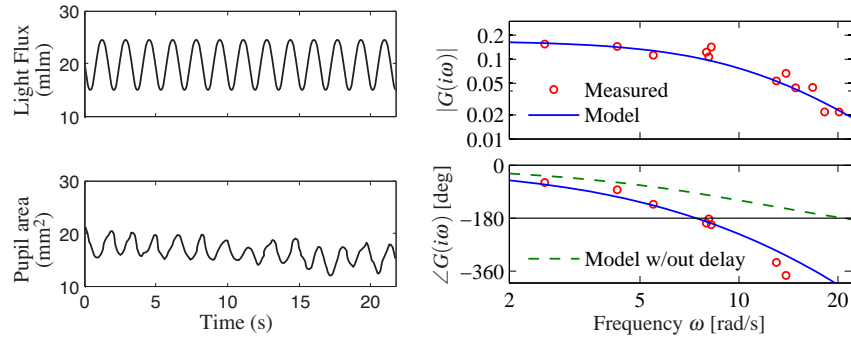 30
20
10
Light Flux
(mlm)
30
20
10
Pupil area
(mm²)
0 5 10 15 20
Time (s)
0.2
0.1
0.02
0.01
|G(iω)|
Measured
Model
0
−180
−360
∠G(iω) [deg]
Model w/out delay
2 5 10 20
Frequency ω [rad/s]